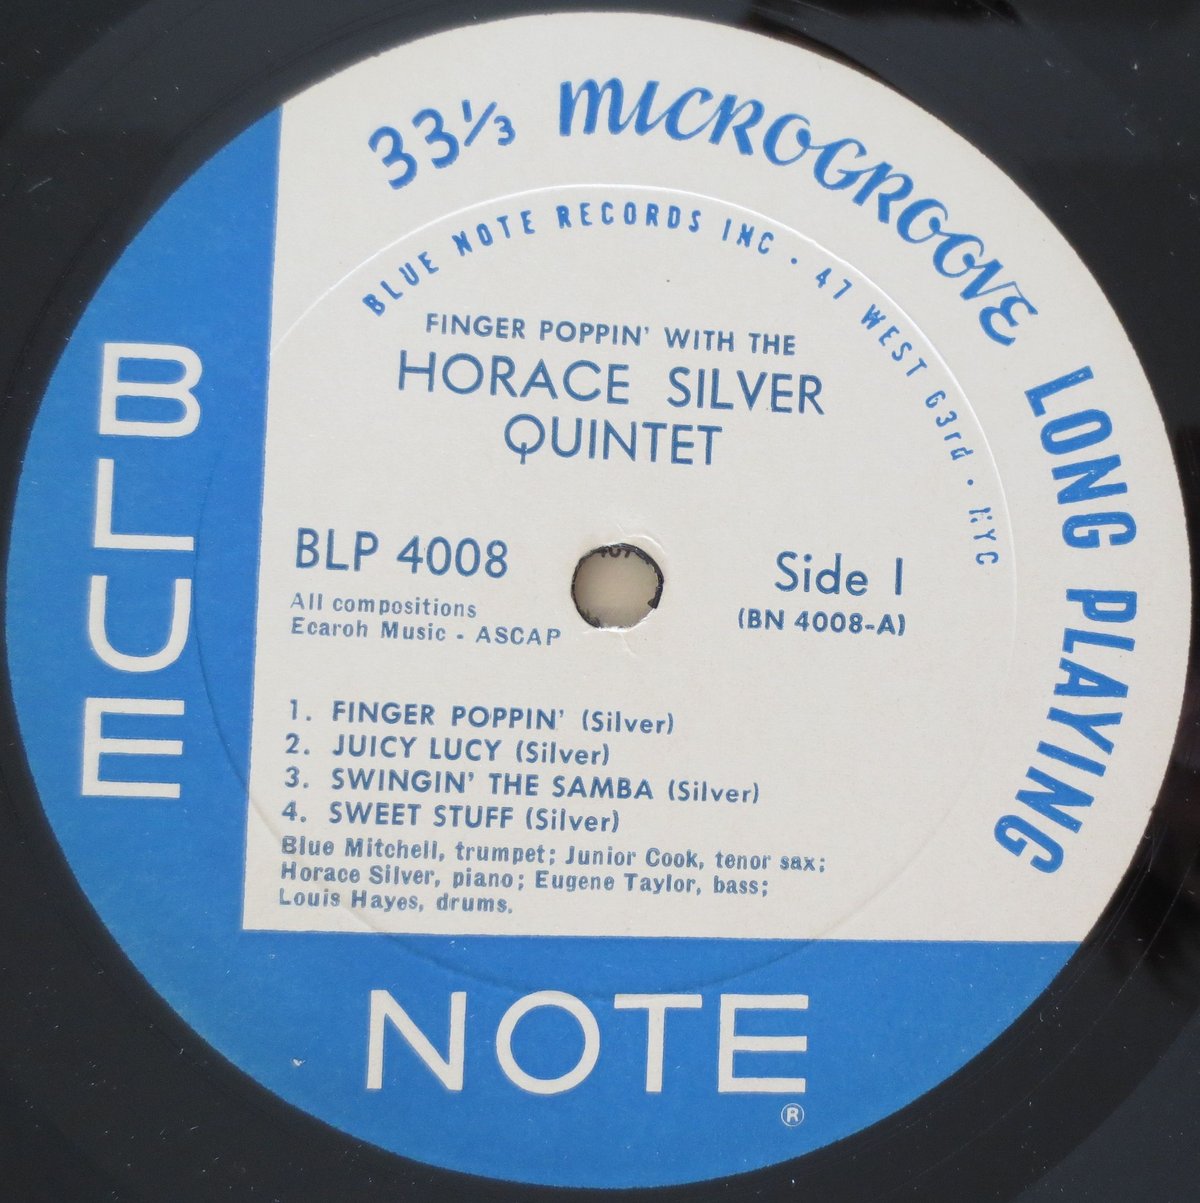 33⅓ MICROGROOVE LONG PLAYING
BLUE NOTE RECORDS INC · 47 WEST 63rd · NYC
FINGER POPPIN' WITH THE
HORACE SILVER
QUINTET
BLP 4008
Side 1
(BN 4008-A)
All compositions
Ecaroh Music - ASCAP
1. FINGER POPPIN' (Silver)
2. JUICY LUCY (Silver)
3. SWINGIN' THE SAMBA (Silver)
4. SWEET STUFF (Silver)
Blue Mitchell, trumpet; Junior Cook, tenor sax;
Horace Silver, piano; Eugene Taylor, bass;
Louis Hayes, drums.
BLUE
NOTE
®